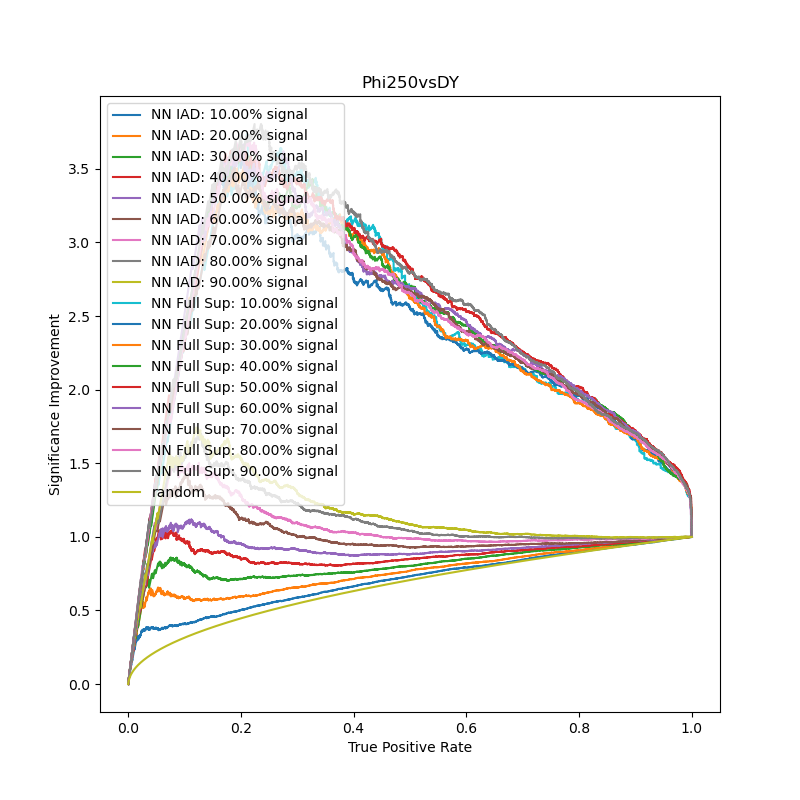 Phi250vsDY
NN IAD: 10.00% signal
NN IAD: 20.00% signal
NN IAD: 30.00% signal
NN IAD: 40.00% signal
NN IAD: 50.00% signal
NN IAD: 60.00% signal
NN IAD: 70.00% signal
NN IAD: 80.00% signal
NN IAD: 90.00% signal
NN Full Sup: 10.00% signal
NN Full Sup: 20.00% signal
NN Full Sup: 30.00% signal
NN Full Sup: 40.00% signal
NN Full Sup: 50.00% signal
NN Full Sup: 60.00% signal
NN Full Sup: 70.00% signal
NN Full Sup: 80.00% signal
NN Full Sup: 90.00% signal
random
Significance Improvement
3.5
3.0
2.5
2.0
1.5
1.0
0.5
0.0
0.0 0.2 0.4 0.6 0.8 1.0
True Positive Rate